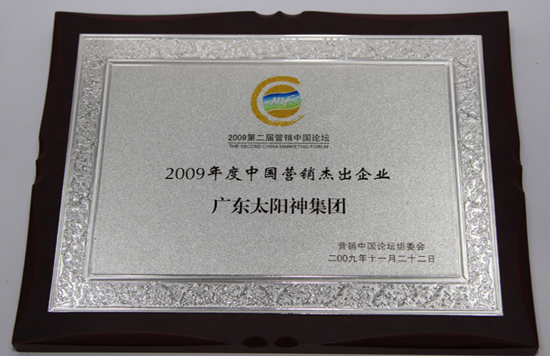 2009第二届营销中国论坛
THE SECOND CHINA MARKETING FORUM
2009年度中国营销杰出企业
广东太阳神集团
营销中国论坛组委会
二00九年十一月二十二日